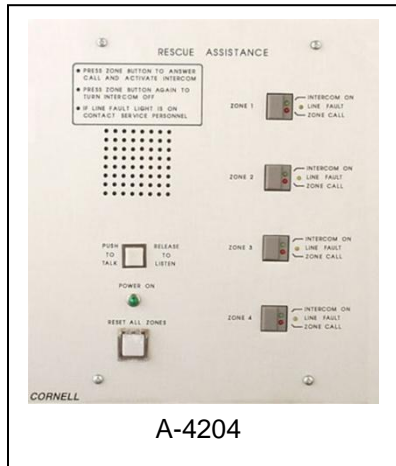 RESCUE ASSISTANCE
• PRESS ZONE BUTTON TO ANSWER
CALL AND ACTIVATE INTERCOM
• PRESS ZONE BUTTON AGAIN TO
TURN INTERCOM OFF
• IF LINE FAULT LIGHT IS ON
CONTACT SERVICE PERSONNEL
PUSH
TO
TALK
RELEASE
TO
LISTEN
POWER ON
RESET ALL ZONES
ZONE 1
INTERCOM ON
LINE FAULT
ZONE CALL
ZONE 2
INTERCOM ON
LINE FAULT
ZONE CALL
ZONE 3
INTERCOM ON
LINE FAULT
ZONE CALL
ZONE 4
INTERCOM ON
LINE FAULT
ZONE CALL
CORNELL
A-4204